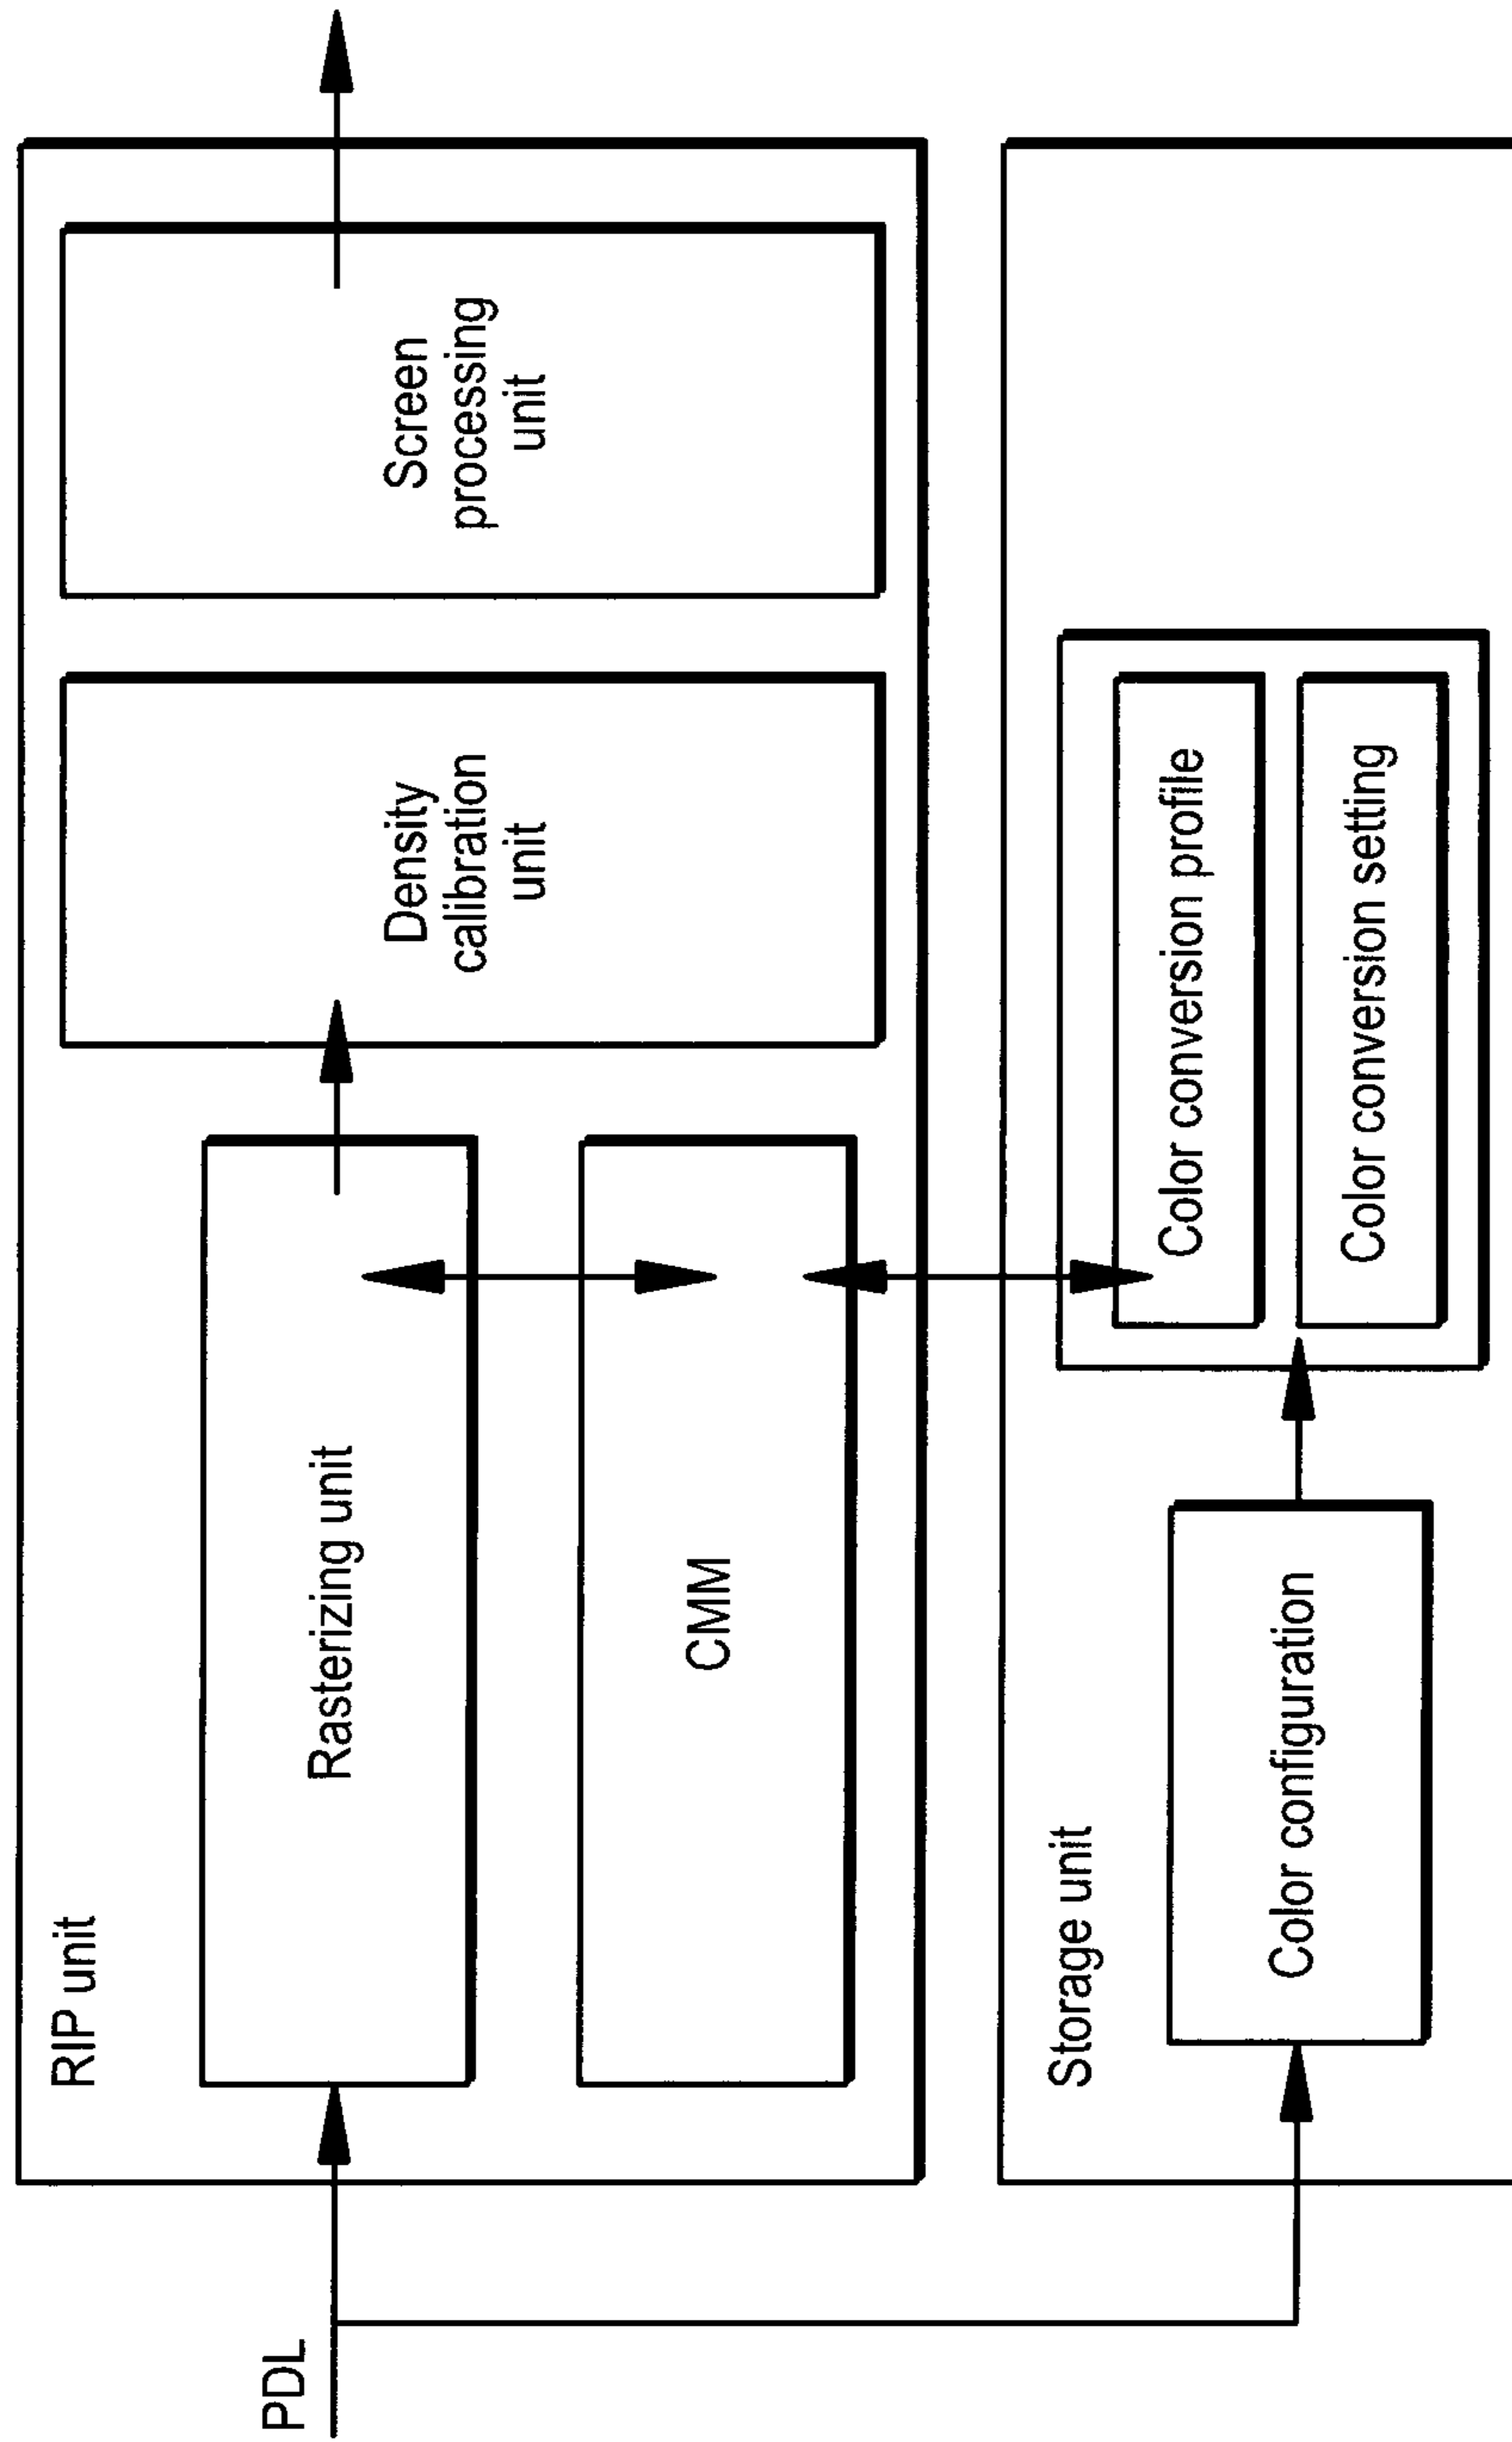 PDL
RIP unit
Rasterizing unit
CMM
Density
calibration
unit
Screen
processing
unit
Storage unit
Color configuration
Color conversion profile
Color conversion setting